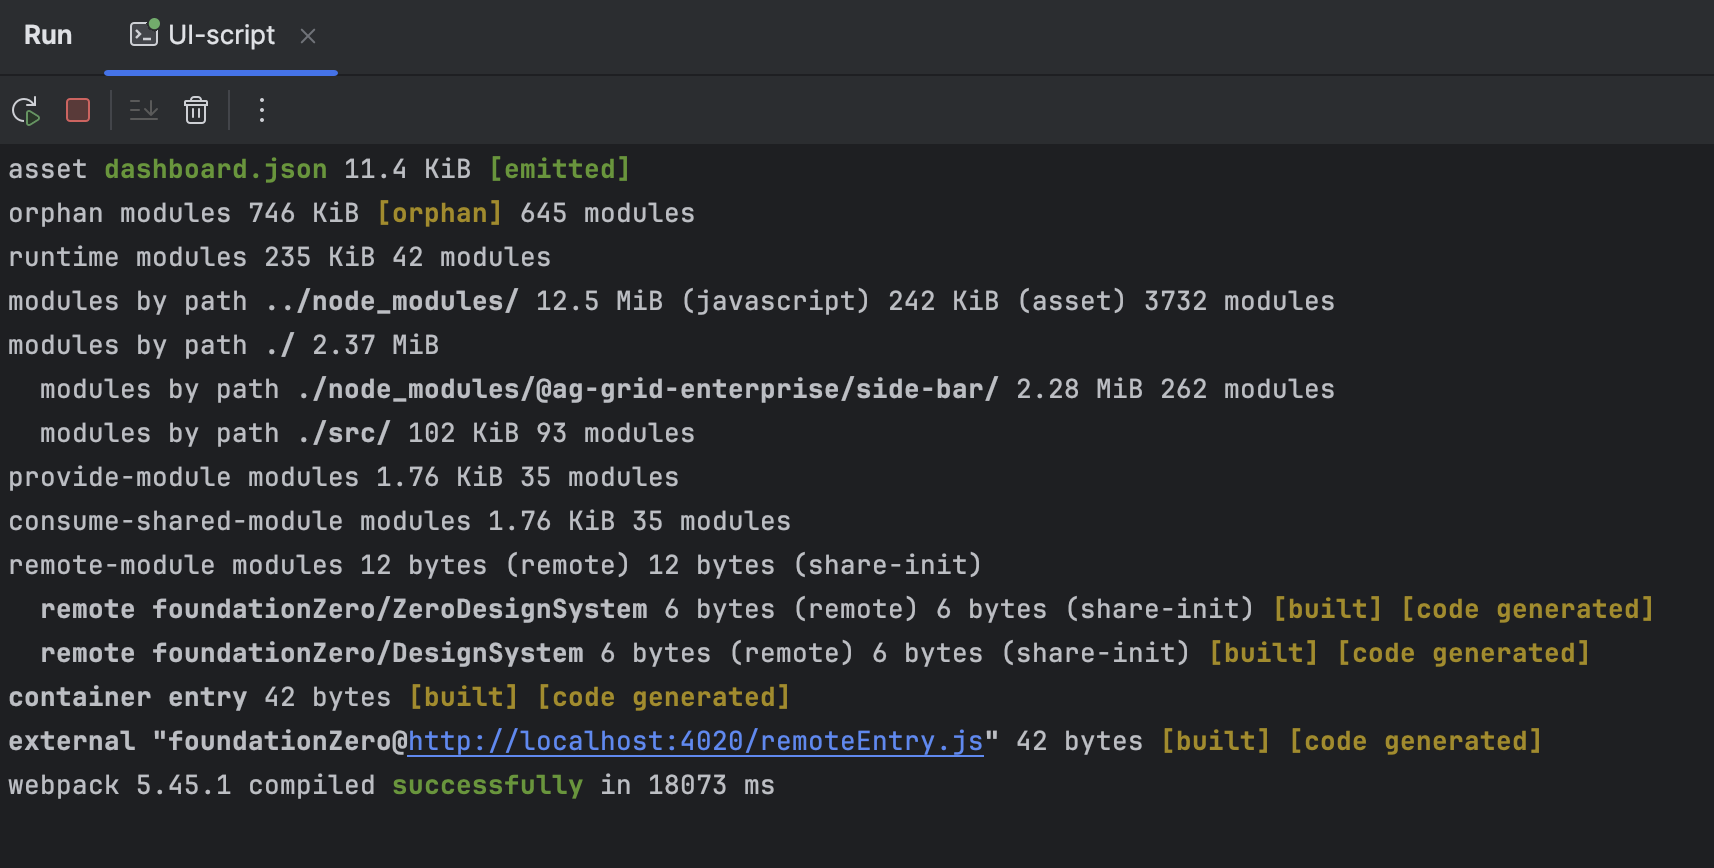 Run UI-script
asset dashboard.json 11.4 KiB [emitted]
orphan modules 746 KiB [orphan] 645 modules
runtime modules 235 KiB 42 modules
modules by path ../node_modules/ 12.5 MiB (javascript) 242 KiB (asset) 3732 modules
modules by path ./ 2.37 MiB
  modules by path ./node_modules/@ag-grid-enterprise/side-bar/ 2.28 MiB 262 modules
  modules by path ./src/ 102 KiB 93 modules
provide-module modules 1.76 KiB 35 modules
consume-shared-module modules 1.76 KiB 35 modules
remote-module modules 12 bytes (remote) 12 bytes (share-init)
  remote foundationZero/ZeroDesignSystem 6 bytes (remote) 6 bytes (share-init) [built] [code generated]
  remote foundationZero/DesignSystem 6 bytes (remote) 6 bytes (share-init) [built] [code generated]
container entry 42 bytes [built] [code generated]
external "foundationZero@http://localhost:4020/remoteEntry.js" 42 bytes [built] [code generated]
webpack 5.45.1 compiled successfully in 18073 ms